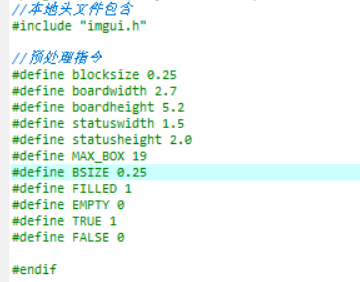 //本地头文件包含
#include "imgui.h"
//预处理指令
#define blocksize 0.25
#define boardwidth 2.7
#define boardheight 5.2
#define statuswidth 1.5
#define statusheight 2.0
#define MAX_BOX 19
#define BSIZE 0.25
#define FILLED 1
#define EMPTY 0
#define TRUE 1
#define FALSE 0
#endif